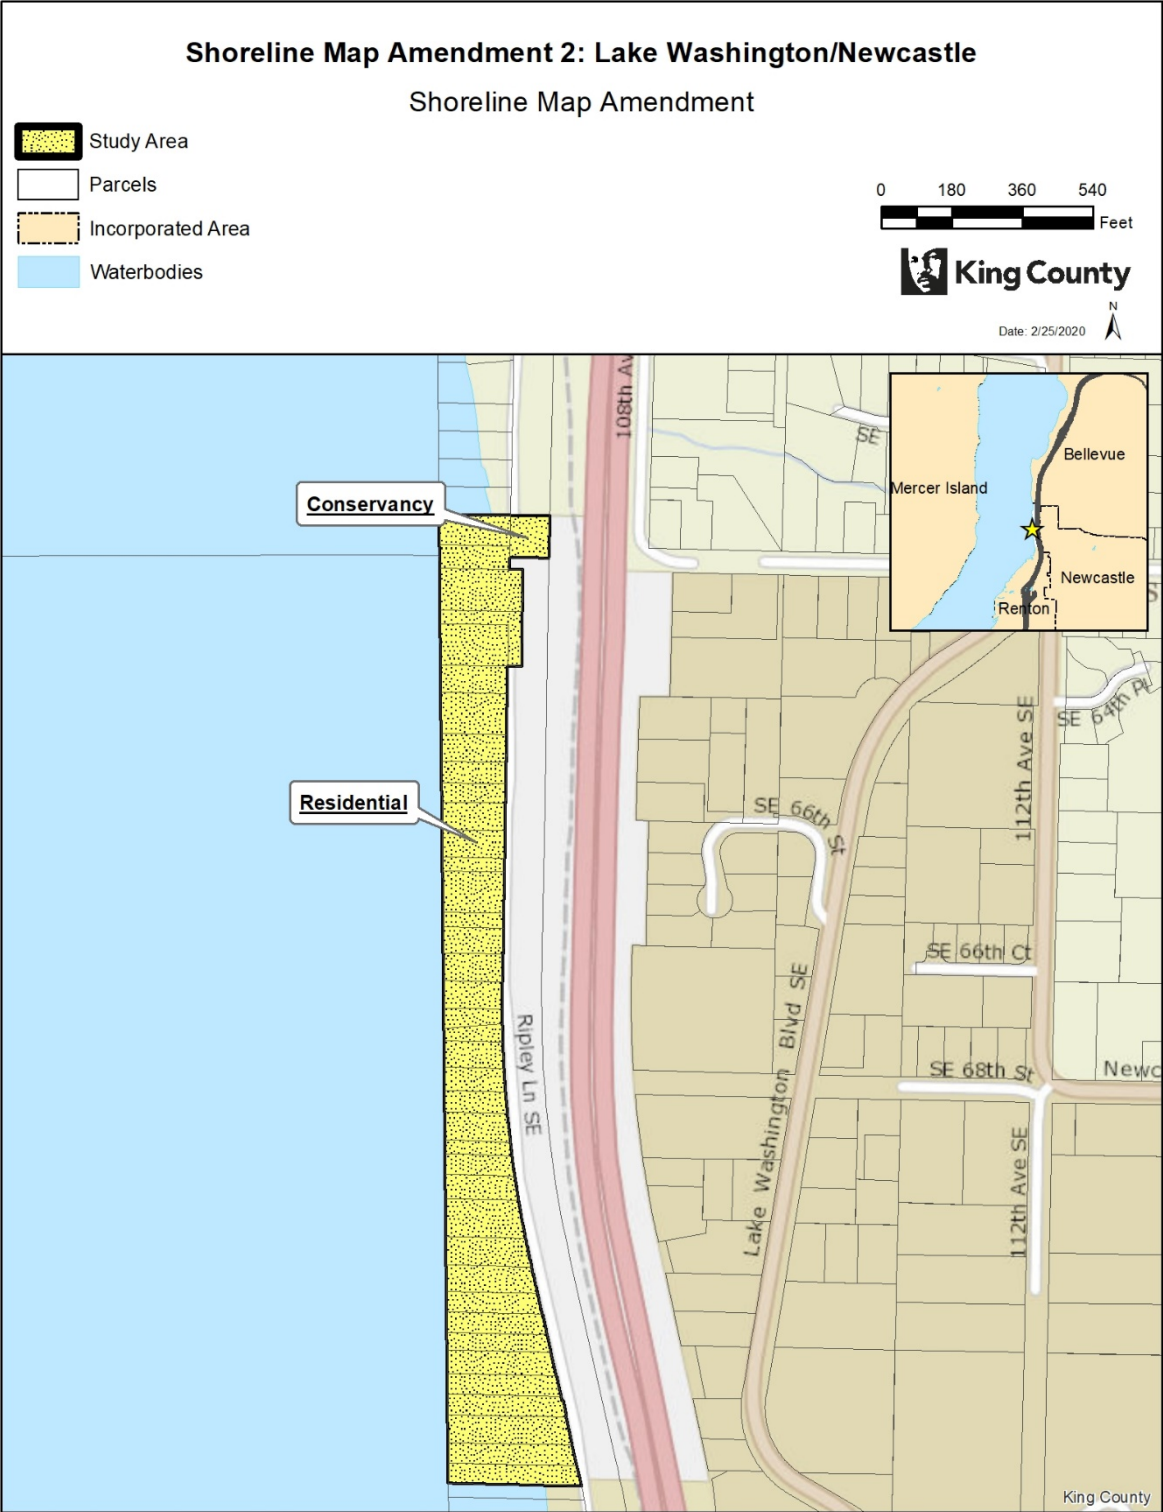 Shoreline Map Amendment 2: Lake Washington/Newcastle
Shoreline Map Amendment
Study Area
Parcels
Incorporated Area
Waterbodies
0 180 360 540
Feet
King County
N
Date: 2/25/2020
108th Av
SE
Bellevue
Mercer Island
Newcastle
Renton
S
Conservancy
SE 64th Pl
112th Ave SE
Residential
SE 66th St
SE 66th Ct
Lake Washington Blvd SE
Ripley Ln SE
SE 68th St
Newc
112th Ave SE
King County